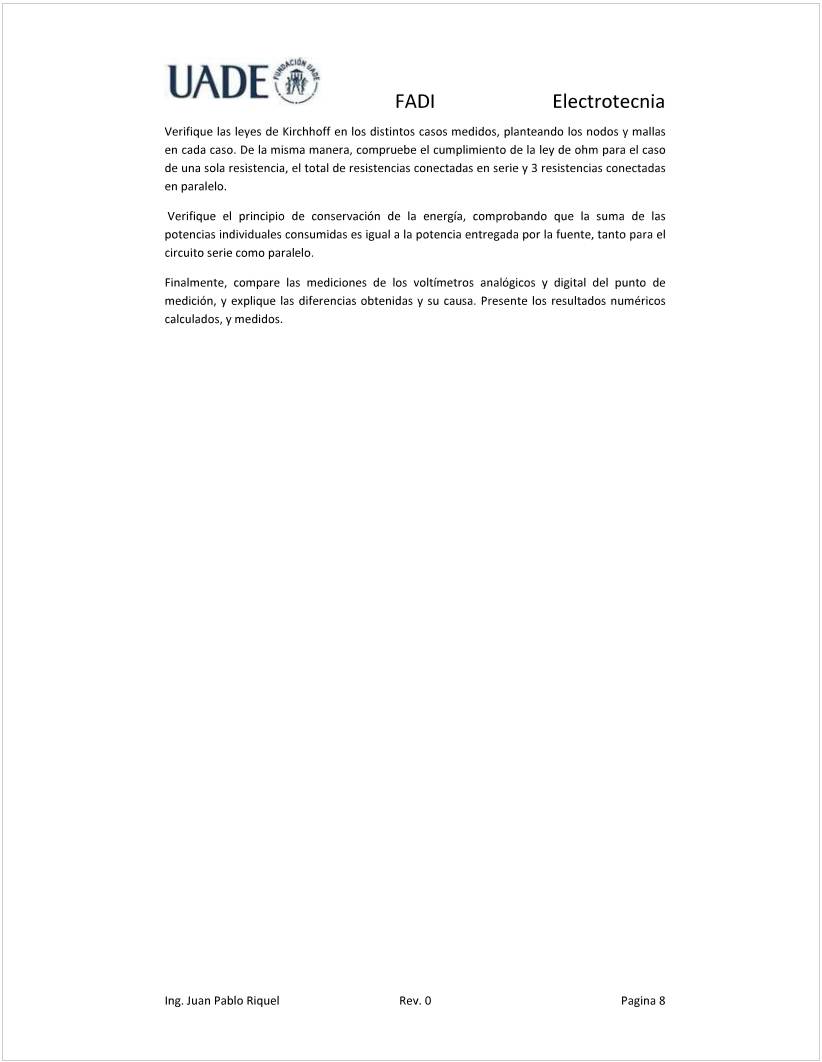 UADE FUNDACIÓN UADE
FADI Electrotecnia
Verifique las leyes de Kirchhoff en los distintos casos medidos, planteando los nodos y mallas
en cada caso. De la misma manera, compruebe el cumplimiento de la ley de ohm para el caso
de una sola resistencia, el total de resistencias conectadas en serie y 3 resistencias conectadas
en paralelo.
Verifique el principio de conservación de la energía, comprobando que la suma de las
potencias individuales consumidas es igual a la potencia entregada por la fuente, tanto para el
circuito serie como paralelo.
Finalmente, compare las mediciones de los voltímetros analógicos y digital del punto de
medición, y explique las diferencias obtenidas y su causa. Presente los resultados numéricos
calculados, y medidos.
Ing. Juan Pablo Riquel Rev. 0 Pagina 8